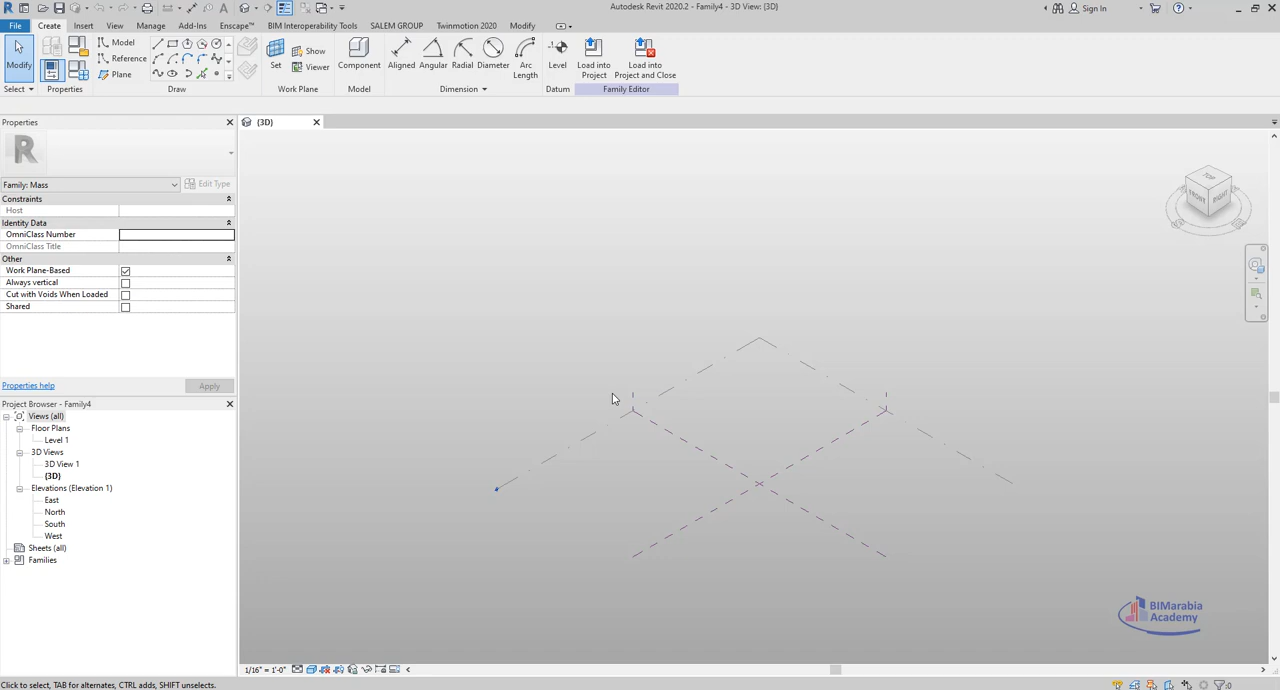 Autodesk Revit 2020.2 - Family4 - 3D View: {3D}
Sign In
File Create Insert View Manage Add-Ins Enscape™ BIM Interoperability Tools SALEM GROUP Twinmotion 2020 Modify
Modify
Model
Reference
Plane
Set
Show
Viewer
Component
Aligned Angular Radial Diameter Arc Length
Level
Load into Project
Load into Project and Close
Select Properties Draw Work Plane Model Dimension Datum Family Editor
Properties
{3D}
Family: Mass
Edit Type
Constraints
Host
Identity Data
OmniClass Number
OmniClass Title
Other
Work Plane-Based
Always vertical
Cut with Voids When Loaded
Shared
Properties help
Apply
Project Browser - Family4
Views (all)
Floor Plans
Level 1
3D Views
3D View 1
{3D}
Elevations (Elevation 1)
East
North
South
West
Sheets (all)
Families
TOP
FRONT
RIGHT
BIMarabia
Academy
1/16" = 1'-0"
Click to select, TAB for alternates, CTRL adds, SHIFT unselects.
:0